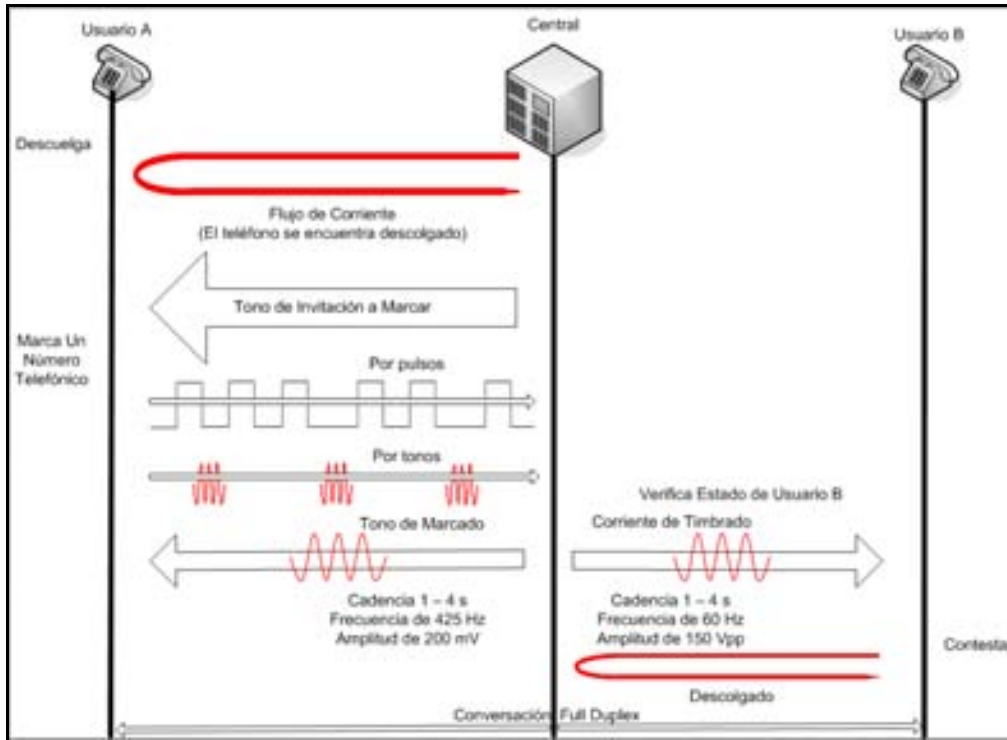 Usuario A
Central
Usuario B
Descuelga
Flujo de Corriente
(El teléfono se encuentra descolgado)
Tono de Invitación a Marcar
Marca Un
Número
Telefónico
Por pulsos
Por tonos
Verifica Estado de Usuario B
Tono de Marcado
Corriente de Timbrado
Cadencia 1 – 4 s
Frecuencia de 425 Hz
Amplitud de 200 mV
Cadencia 1 – 4 s
Frecuencia de 60 Hz
Amplitud de 150 Vpp
Contesta
Descolgado
Conversación Full Duplex